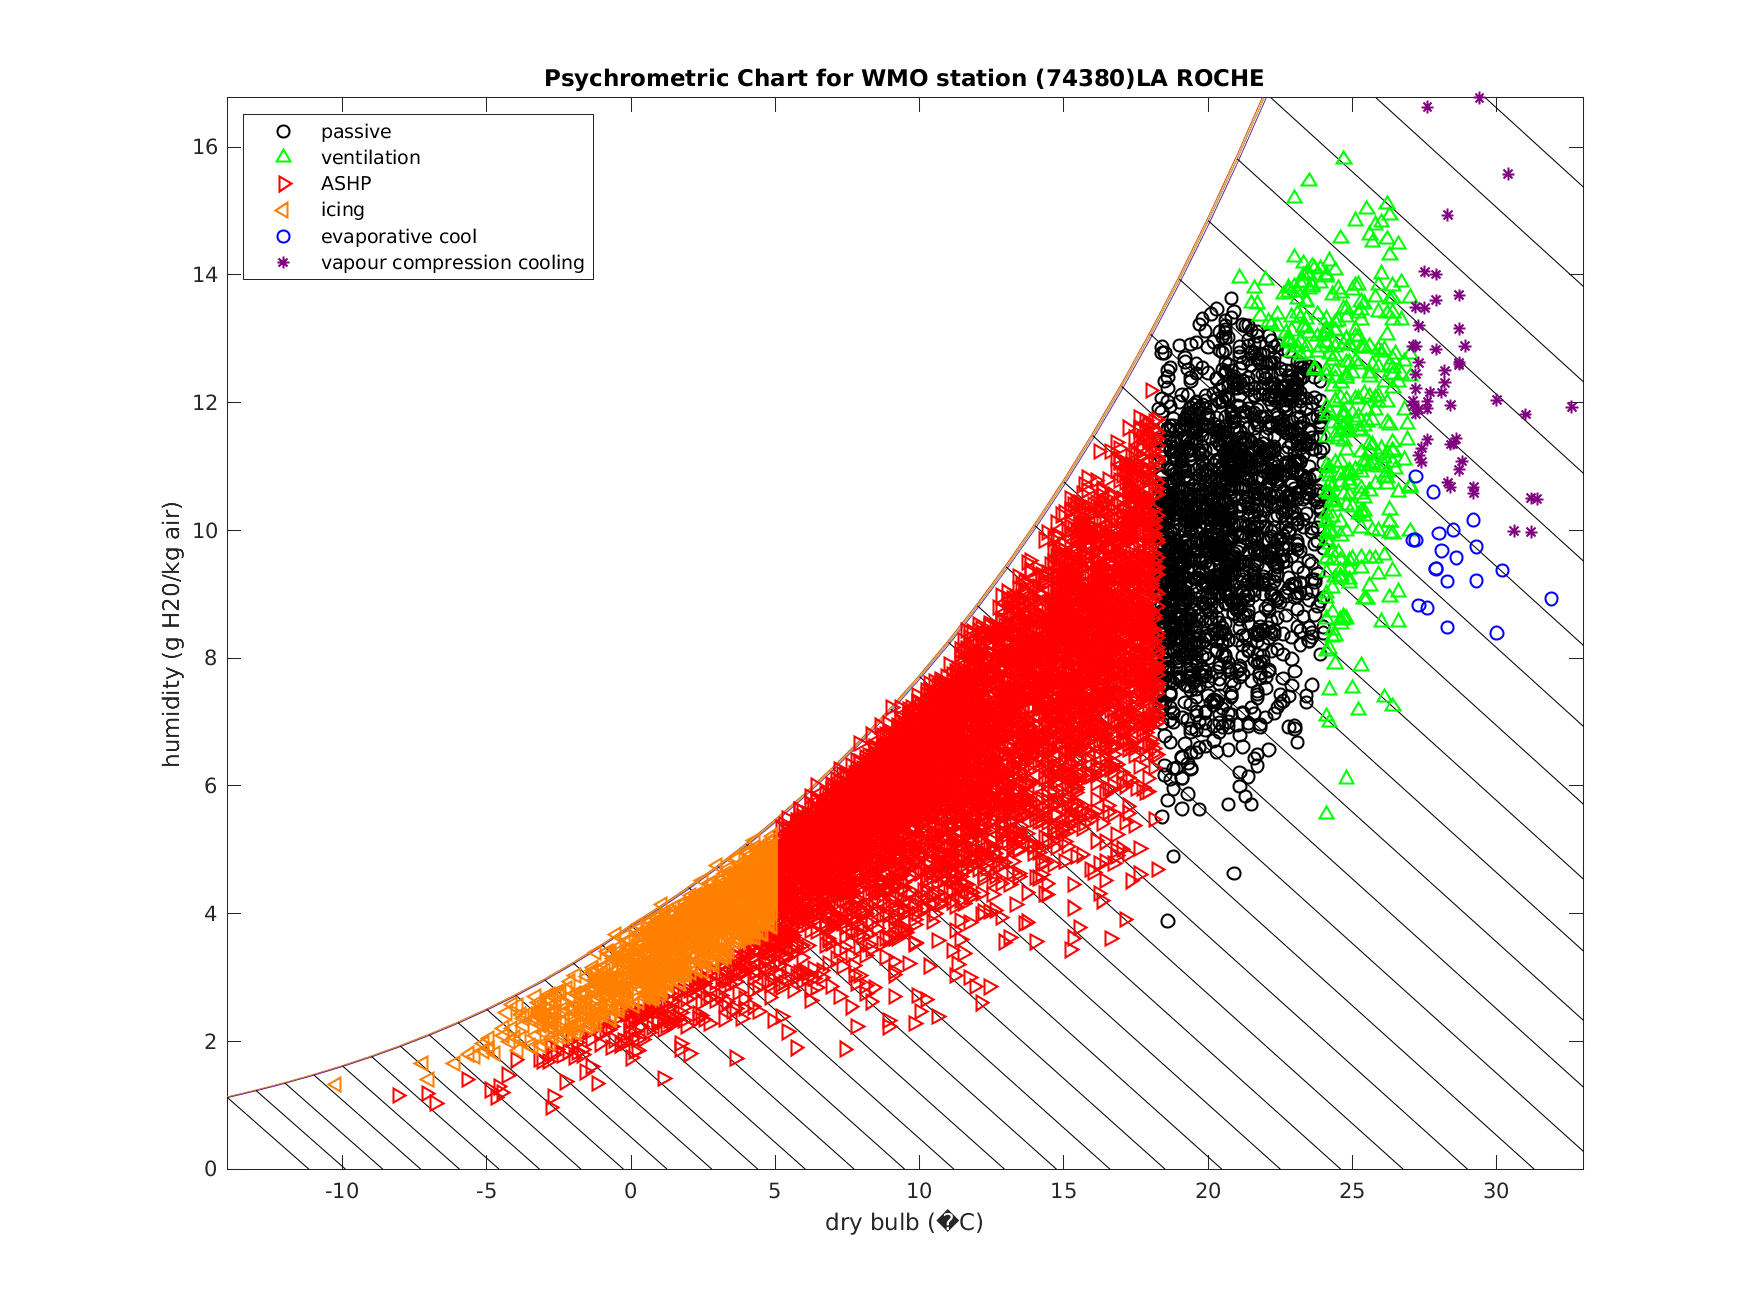 Psychrometric Chart for WMO station (74380)LA ROCHE
passive
ventilation
ASHP
icing
evaporative cool
vapour compression cooling
humidity (g H20/kg air)
16
14
12
10
8
6
4
2
0
-10 -5 0 5 10 15 20 25 30
dry bulb (�C)